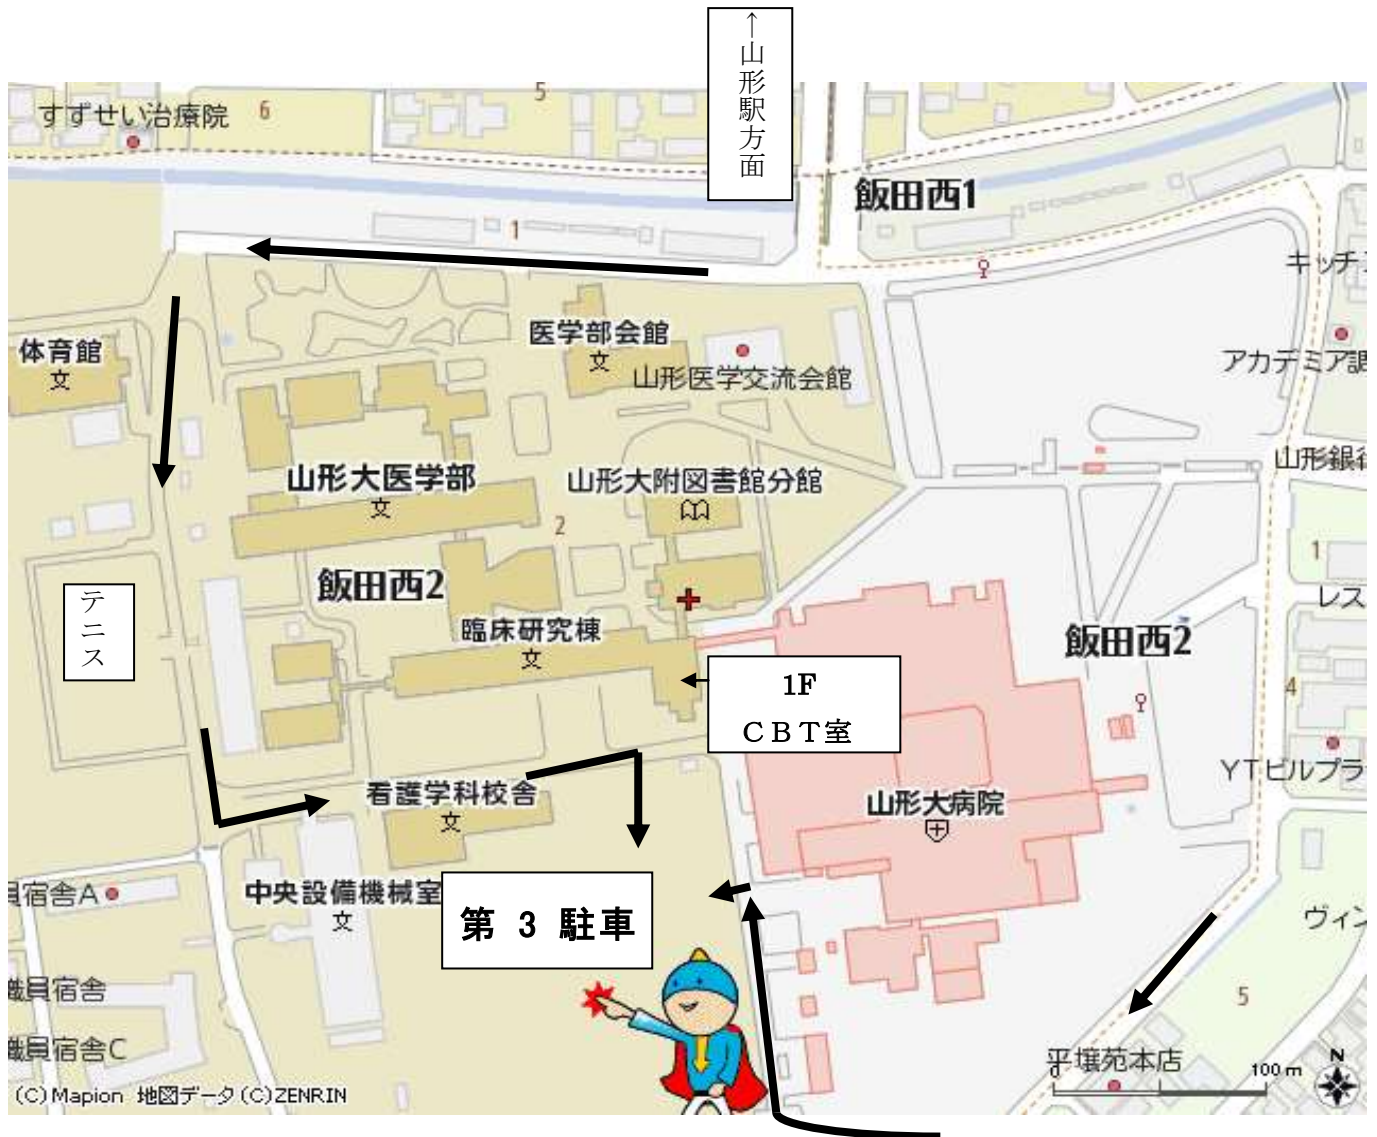 ↑山形駅方面
すずせい治療院
6
5
飯田西1
1
キッチ
体育館
文
医学部会館
文
山形医学交流会館
アカデミア調
山形大医学部
文
山形大附図書館分館
山形銀行
2
1
飯田西2
テニス
レス
臨床研究棟
文
飯田西2
1F
CBT室
4
YTビルプラ
看護学科校舎
文
山形大病院
員宿舎A
中央設備機械室
文
第 3 駐車
ヴィン
職員宿舎
5
職員宿舎C
平壌苑本店
100 m
N
(C)Mapion 地図データ(C)ZENRIN